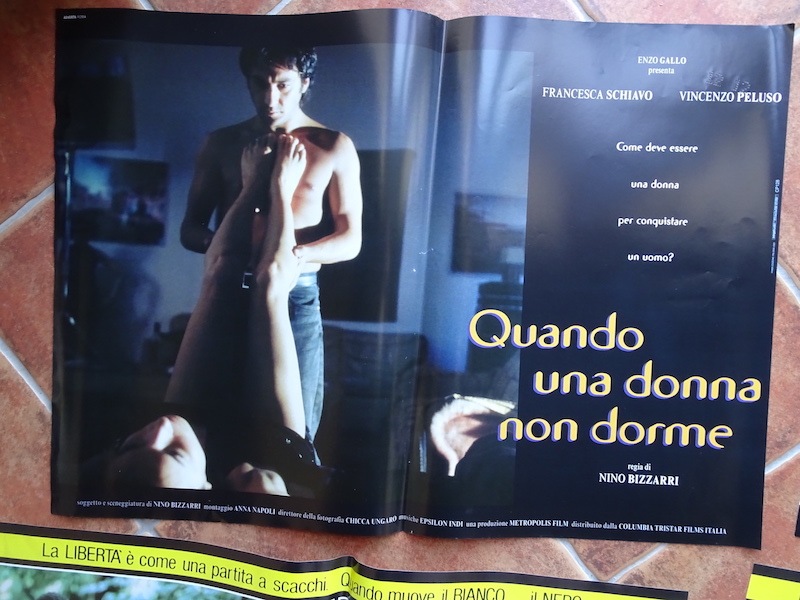 ENZO GALLO
presenta
FRANCESCA SCHIAVO VINCENZO PELUSO
Come deve essere
una donna
per conquistare
un uomo?
Quando
una donna
non dorme
regia di
NINO BIZZARRI
soggetto e sceneggiatura di NINO BIZZARRI montaggio ANNA NAPOLI direttore della fotografia CHICCA UNGARO musiche EPSILON INDI una produzione METROPOLIS FILM distribuito dalla COLUMBIA TRISTAR FILMS ITALIA
La LIBERTA' è come una partita a scacchi. Quando muove il BIANCO... il NERO